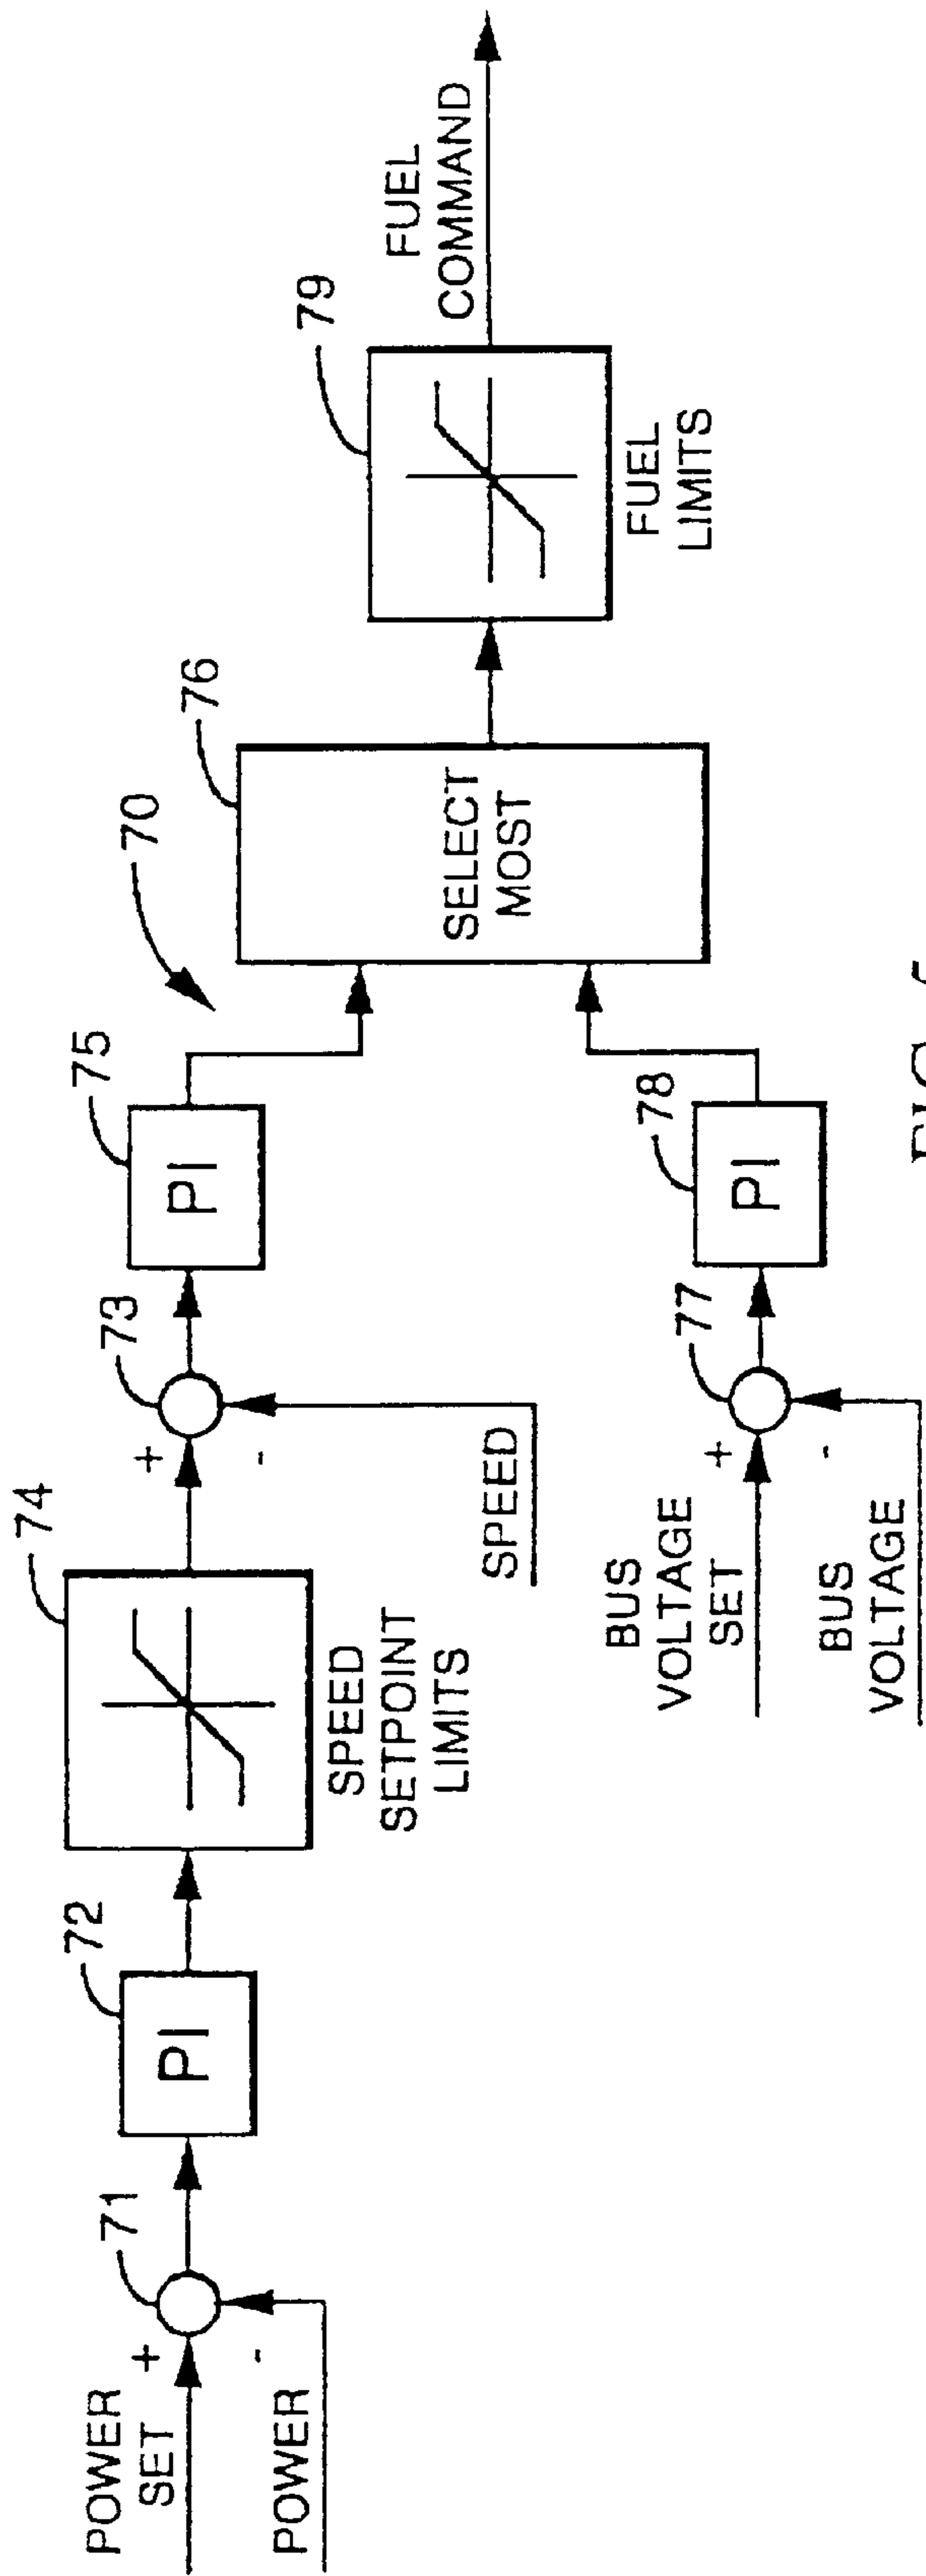 POWER
SET
+
-
POWER
71
PI
72
74
SPEED
SETPOINT
LIMITS
+
-
73
SPEED
PI
75
70
BUS
VOLTAGE
SET
+
-
BUS
VOLTAGE
77
PI
78
SELECT
MOST
76
79
FUEL
LIMITS
FUEL
COMMAND
FIG.